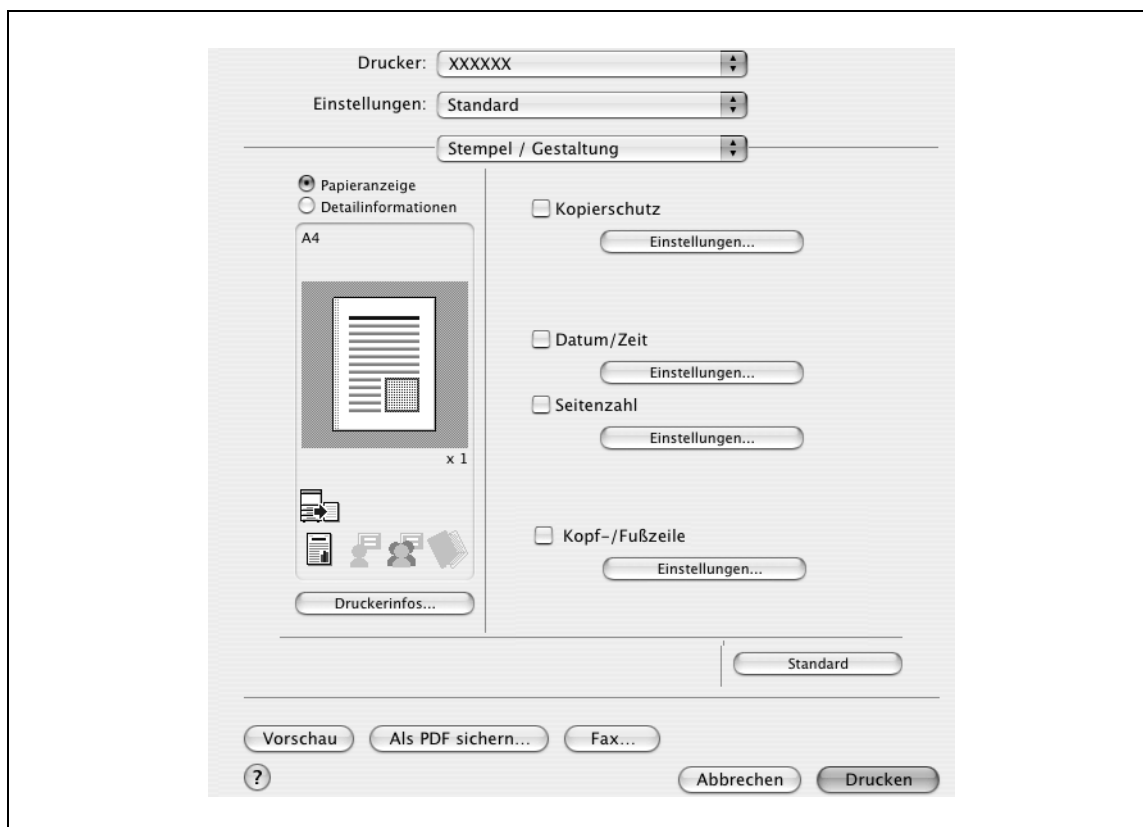 Drucker: XXXXXX
Einstellungen: Standard
Stempel / Gestaltung
Papieranzeige
Detailinformationen
A4
x 1
Druckerinfos...
Kopierschutz
Einstellungen...
Datum/Zeit
Einstellungen...
Seitenzahl
Einstellungen...
Kopf-/Fußzeile
Einstellungen...
Standard
Vorschau
Als PDF sichern...
Fax...
?
Abbrechen
Drucken